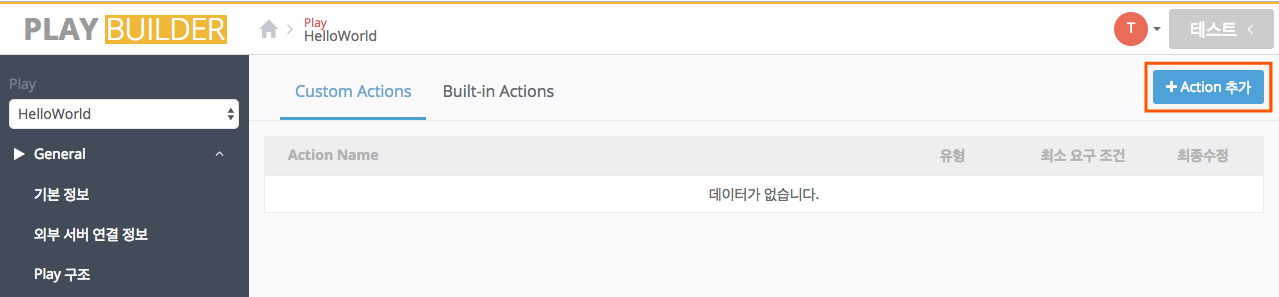 PLAY BUILDER
Play
HelloWorld
T
테스트
Play
HelloWorld
General
기본 정보
외부 서버 연결 정보
Play 구조
Custom Actions
Built-in Actions
+ Action 추가
Action Name 유형 최소 요구 조건 최종수정
데이터가 없습니다.